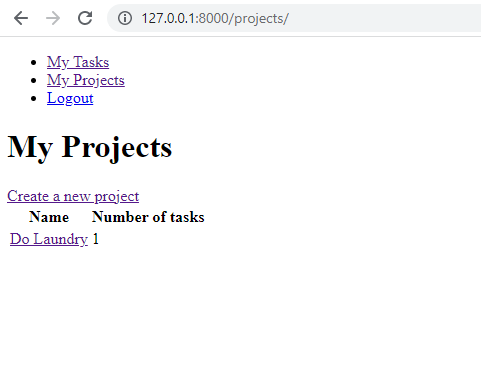 127.0.0.1:8000/projects/
My Tasks
My Projects
Logout
My Projects
Create a new project
Name Number of tasks
Do Laundry 1